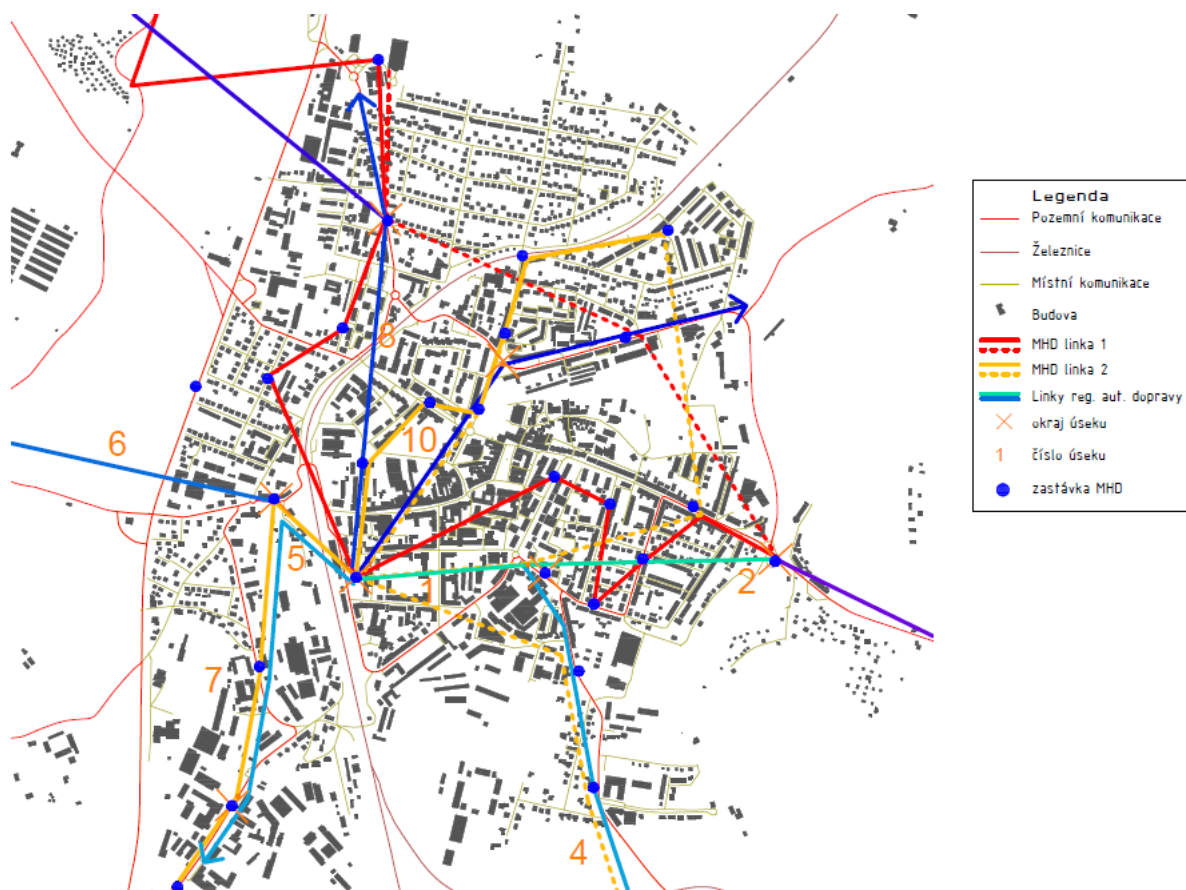 8
10
6
5
1
2
7
4
Legenda
Pozemní komunikace
Železnice
Místní komunikace
Budova
MHD linka 1
MHD linka 2
Linky reg. aut. dopravy
okraj úseku
1 číslo úseku
zastávka MHD